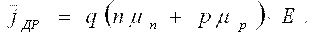 j̅ ДР = q (n μ n + p μ p ) · E .